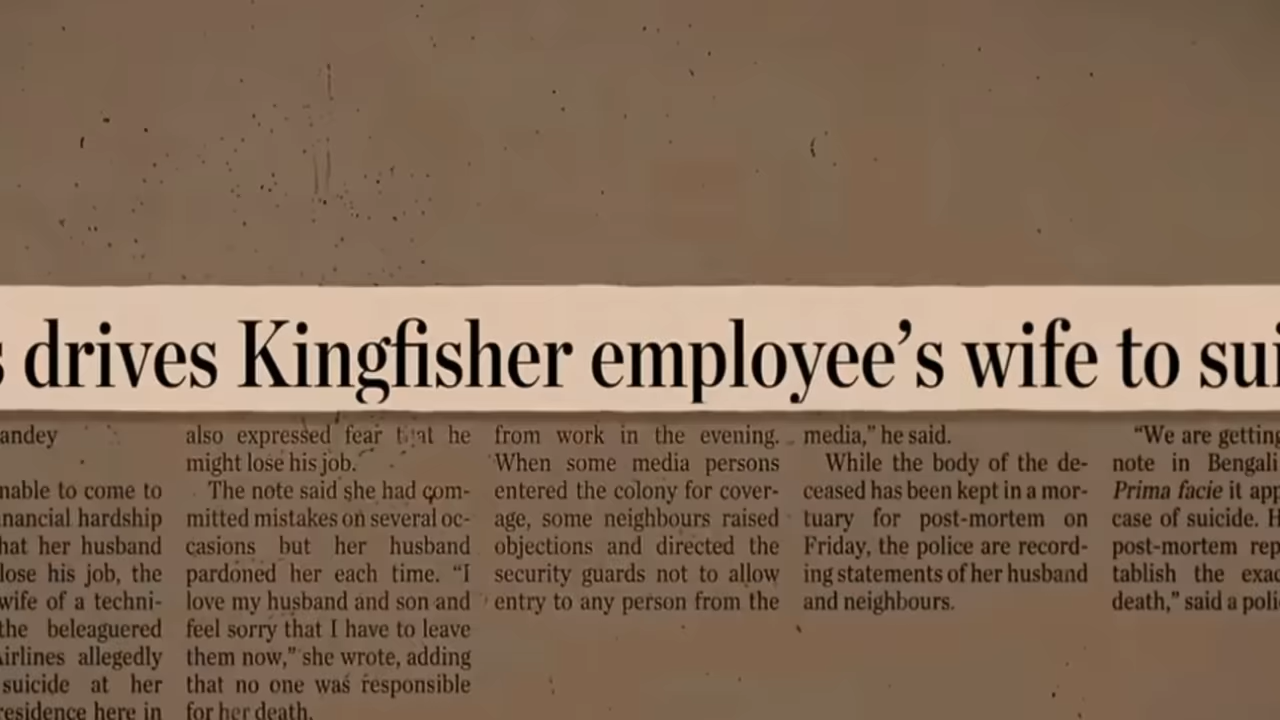 drives Kingfisher employee's wife to sui
andey
nable to come to
nancial hardship
hat her husband
lose his job, the
wife of a techni-
the beleaguered
Airlines allegedly
suicide at her
residence here in
also expressed fear that he
might lose his job.
The note said she had com-
mitted mistakes on several oc-
casions but her husband
pardoned her each time. “I
love my husband and son and
feel sorry that I have to leave
them now,” she wrote, adding
that no one was responsible
for her death.
from work in the evening.
When some media persons
entered the colony for cover-
age, some neighbours raised
objections and directed the
security guards not to allow
entry to any person from the
media,” he said.
While the body of the de-
ceased has been kept in a mor-
tuary for post-mortem on
Friday, the police are record-
ing statements of her husband
and neighbours.
“We are getting
note in Bengali
Prima facie it app
case of suicide. H
post-mortem rep
tablish the exac
death,” said a poli